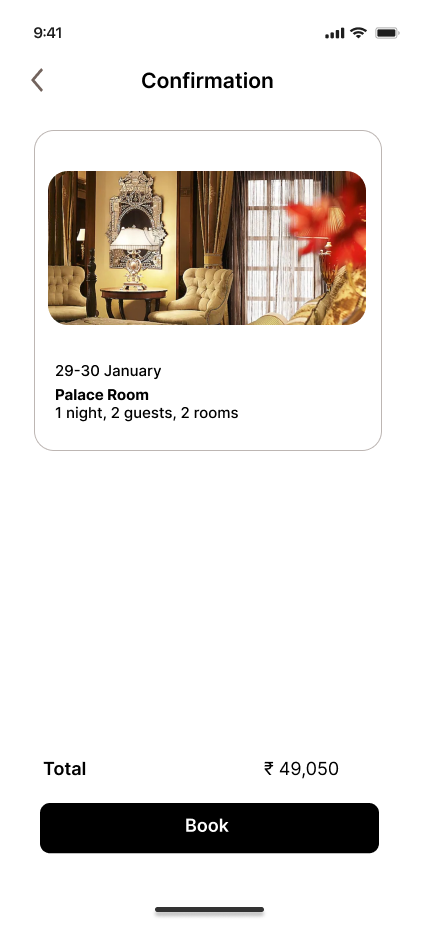 9:41
Confirmation
29-30 January
Palace Room
1 night, 2 guests, 2 rooms
Total ₹ 49,050
Book